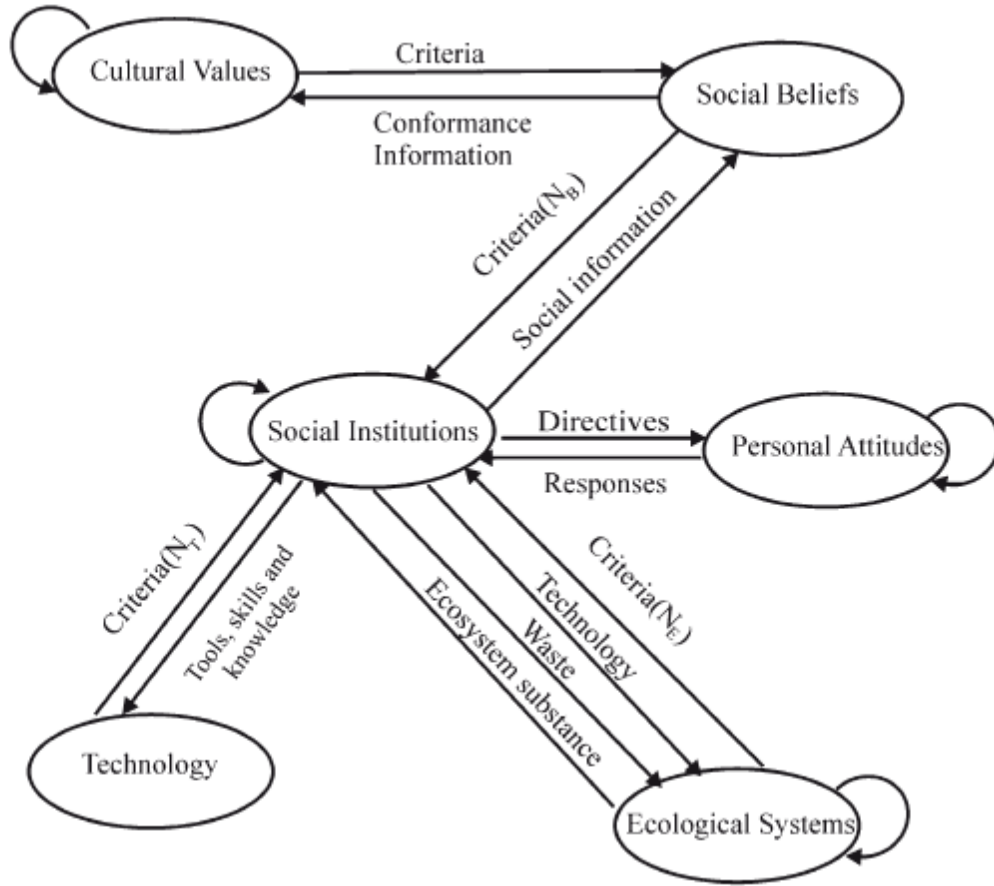 Cultural Values
Criteria
Social Beliefs
Conformance
Information
Criteria(N_B)
Social information
Social Institutions
Directives
Personal Attitudes
Responses
Criteria(N_T)
Tools, skills and
knowledge
Ecosystem substance
Waste
Technology
Criteria(N_E)
Technology
Ecological Systems